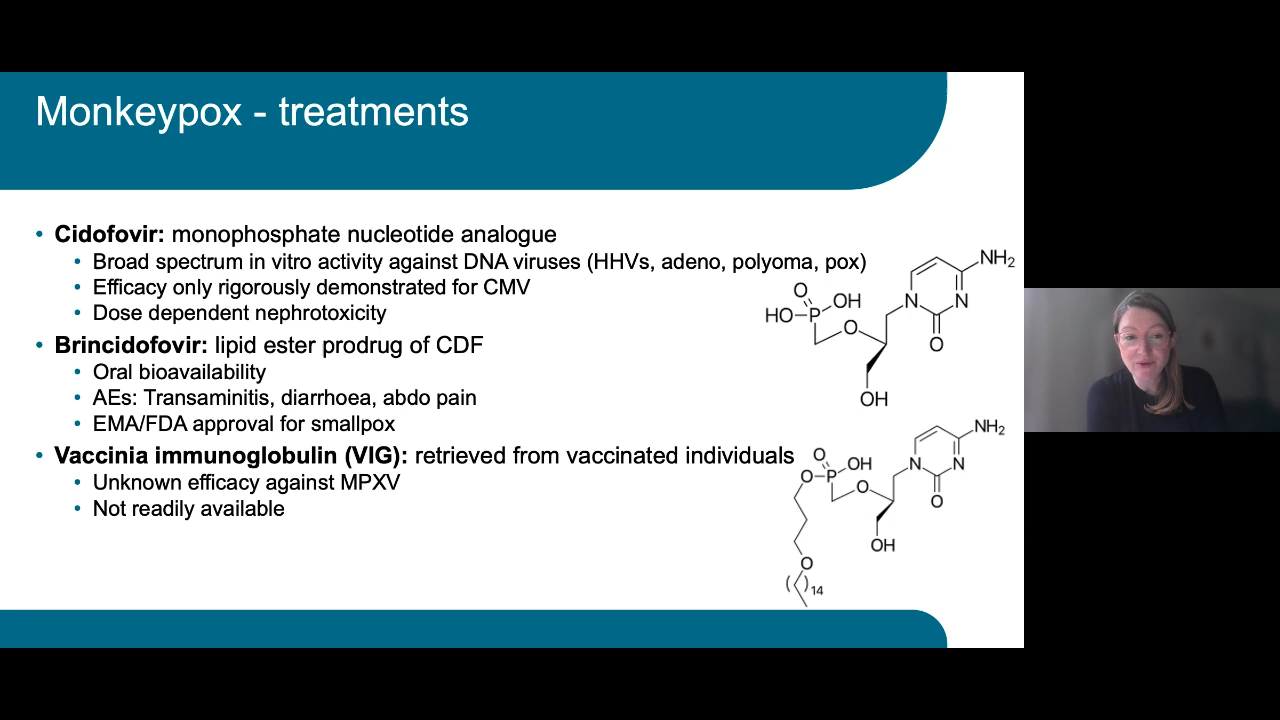 Monkeypox - treatments
• Cidofovir: monophosphate nucleotide analogue
• Broad spectrum in vitro activity against DNA viruses (HHVs, adeno, polyoma, pox)
• Efficacy only rigorously demonstrated for CMV
• Dose dependent nephrotoxicity
• Brincidofovir: lipid ester prodrug of CDF
• Oral bioavailability
• AEs: Transaminitis, diarrhoea, abdo pain
• EMA/FDA approval for smallpox
• Vaccinia immunoglobulin (VIG): retrieved from vaccinated individuals
• Unknown efficacy against MPXV
• Not readily available
NH2
O
OH
HO
P
N
N
O
O
OH
NH2
O
OH
O
P
N
N
O
O
OH
O
( )14